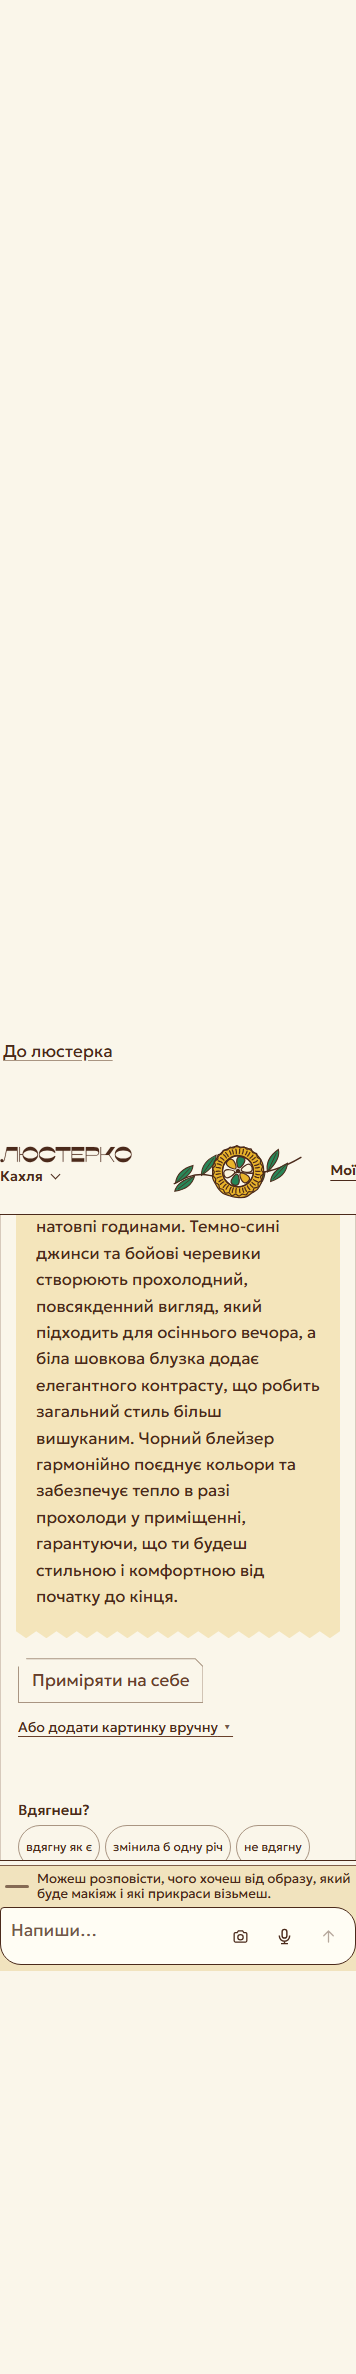 До люстерка
ЛЮСТЕРКО
Кахля
Мої
натовпі годинами. Темно-сині
джинси та бойові черевики
створюють прохолодний,
повсякденний вигляд, який
підходить для осіннього вечора, а
біла шовкова блузка додає
елегантного контрасту, що робить
загальний стиль більш
вишуканим. Чорний блейзер
гармонійно поєднує кольори та
забезпечує тепло в разі
прохолоди у приміщенні,
гарантуючи, що ти будеш
стильною і комфортною від
початку до кінця.
Приміряти на себе
Або додати картинку вручну
Вдягнеш?
вдягну як є змінила б одну річ не вдягну
Можеш розповісти, чого хочеш від образу, який
буде макіяж і які прикраси візьмеш.
Напиши...